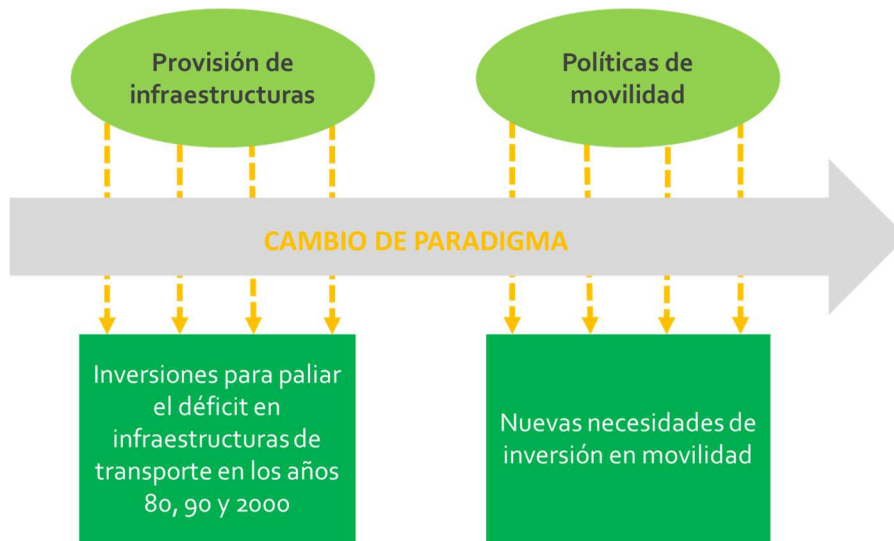 Provisión de
infraestructuras
Políticas de
movilidad
CAMBIO DE PARADIGMA
Inversiones para paliar
el déficit en
infraestructuras de
transporte en los años
80, 90 y 2000
Nuevas necesidades de
inversión en movilidad